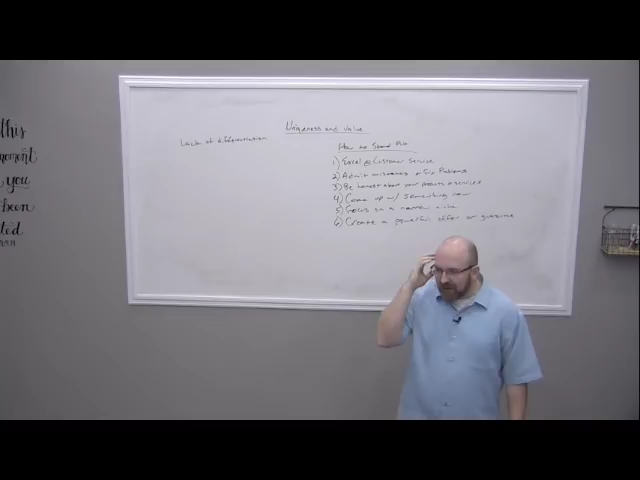 this
moment
you
been
Uniqueness and Value
Lack of differentiation
How to Stand Out
1) Excel @ Customer Service
2) Admit mistakes + Fix Problems
3) Be honest about your products + services
4) Come up w/ Something new
5) Focus on a narrow niche
6) Create a powerful offer or guarantee